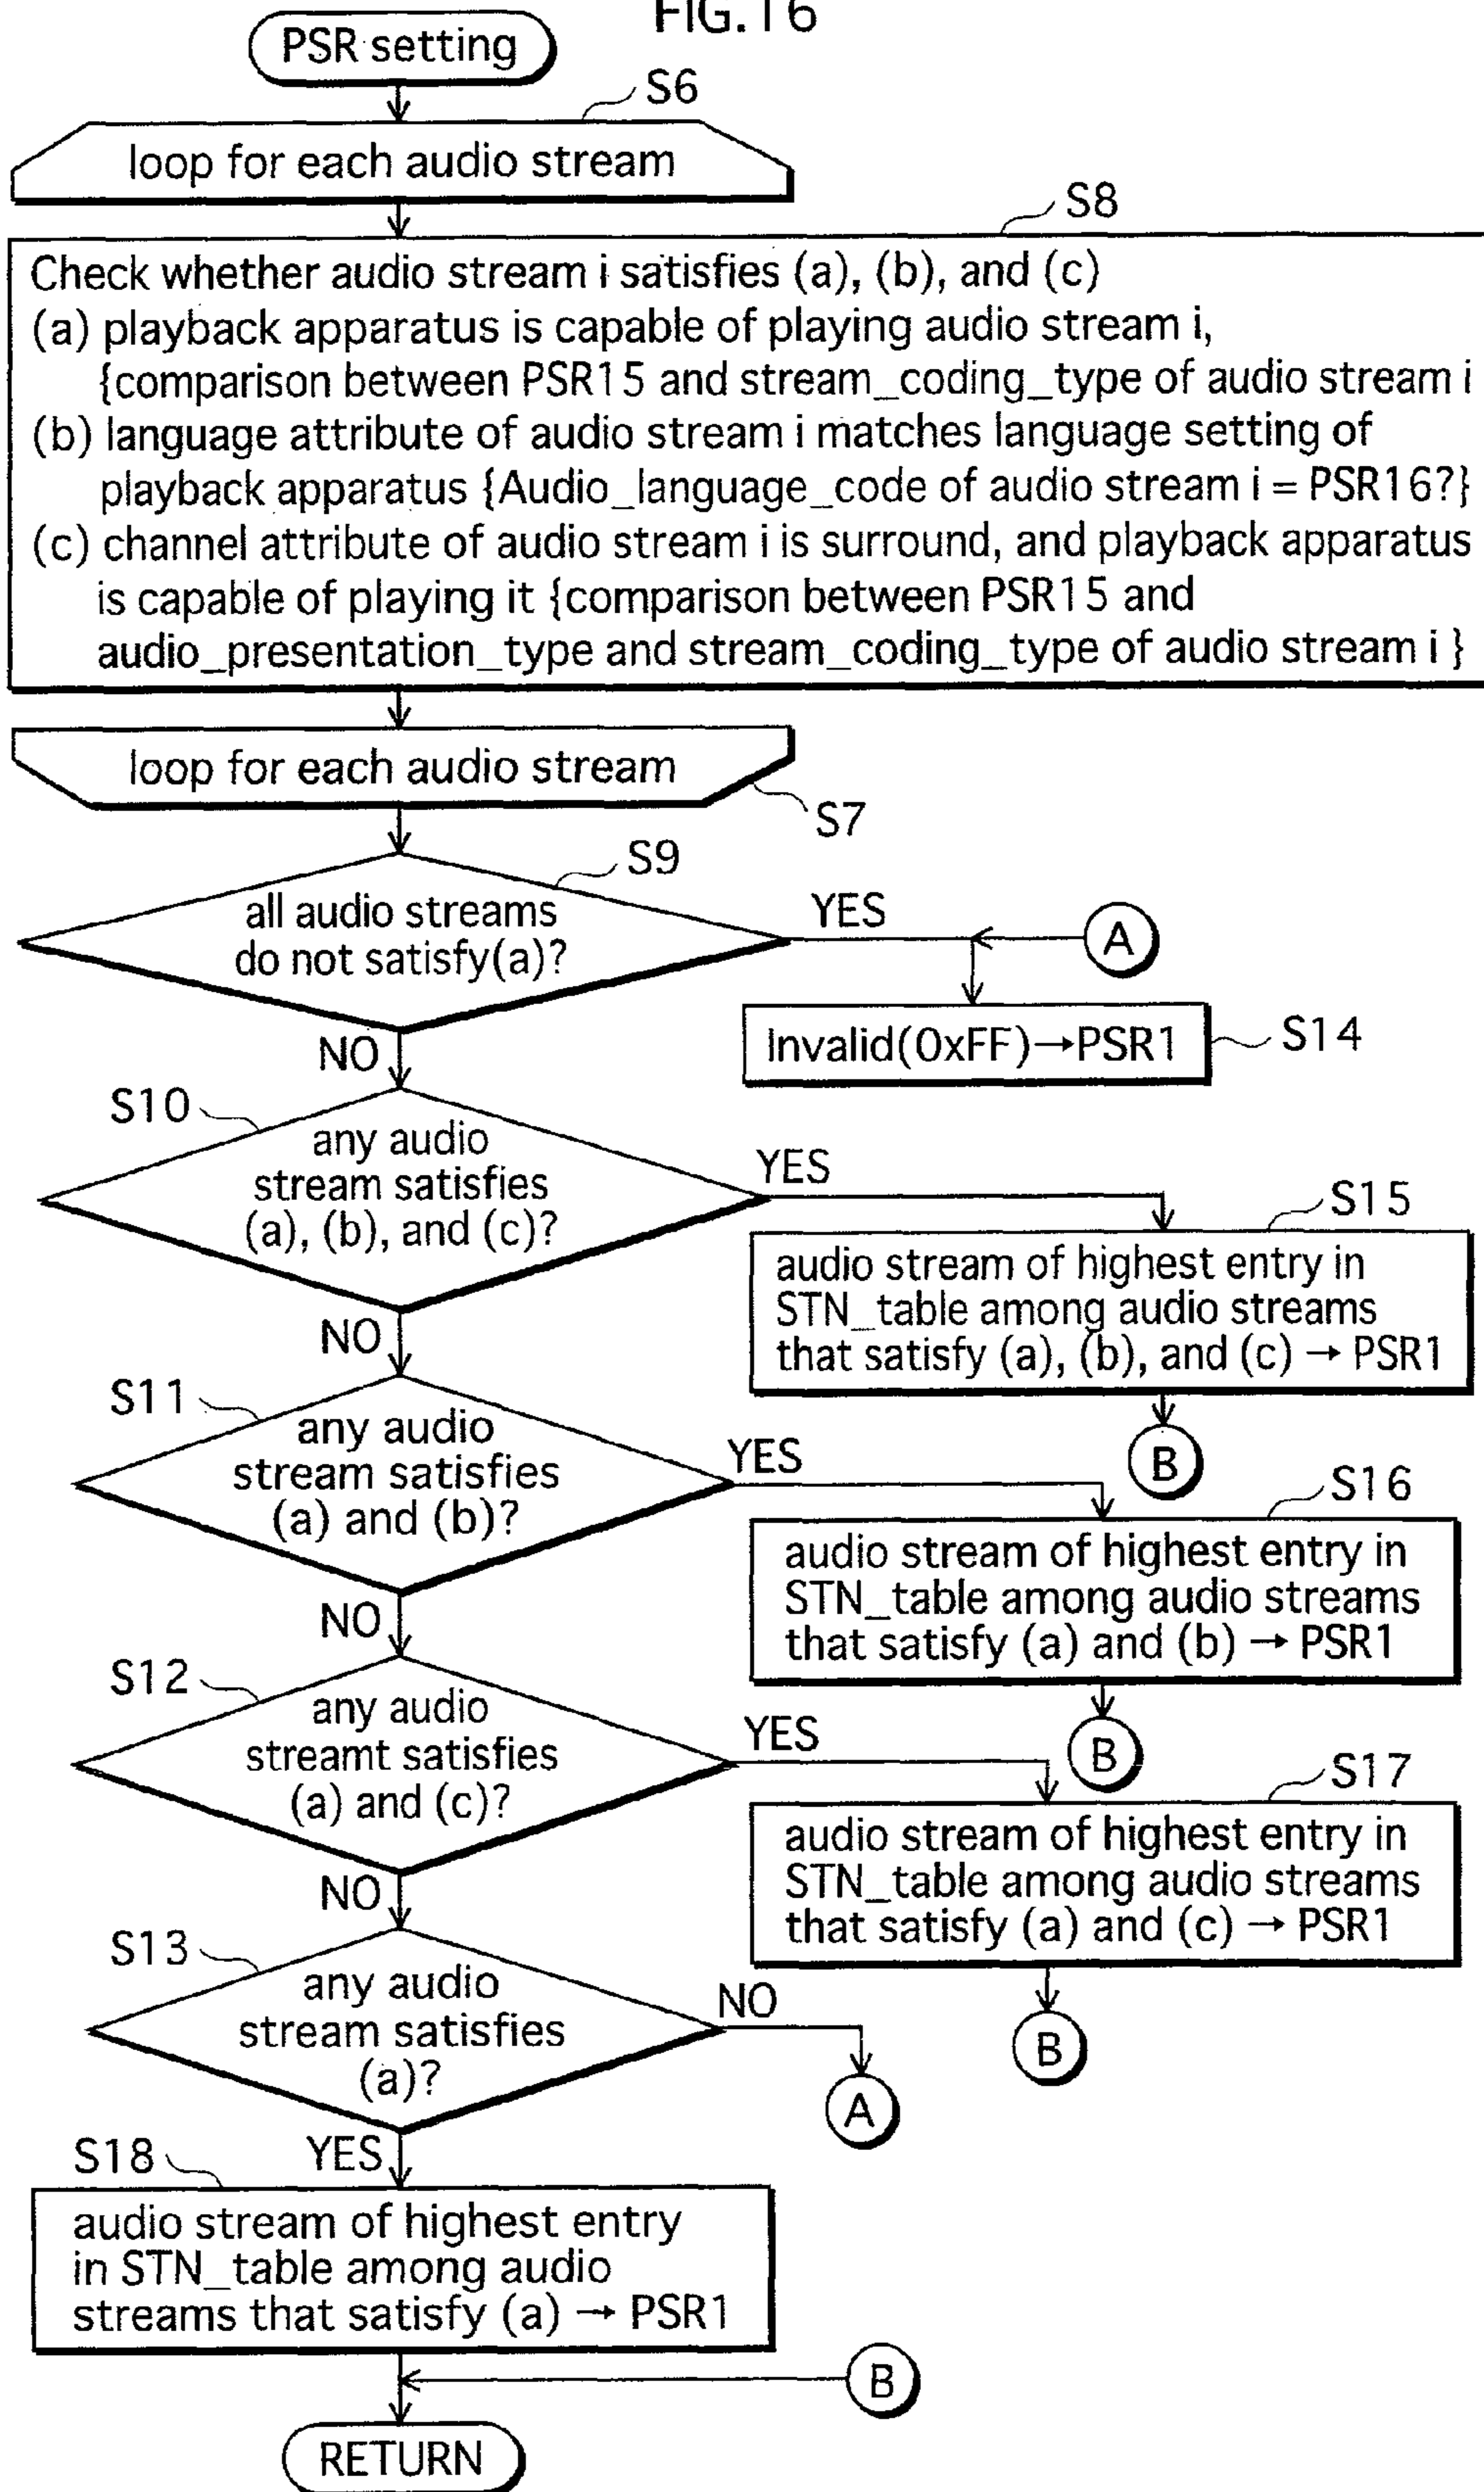 FIG.16
PSR setting
S6
loop for each audio stream
S8
Check whether audio stream i satisfies (a), (b), and (c)
(a) playback apparatus is capable of playing audio stream i,
{comparison between PSR15 and stream_coding_type of audio stream i
(b) language attribute of audio stream i matches language setting of
playback apparatus {Audio_language_code of audio stream i = PSR16?}
(c) channel attribute of audio stream i is surround, and playback apparatus
is capable of playing it {comparison between PSR15 and
audio_presentation_type and stream_coding_type of audio stream i }
loop for each audio stream
S7
S9
all audio streams
do not satisfy(a)?
YES
A
NO
Invalid(0xFF)→PSR1
S14
S10
any audio
stream satisfies
(a), (b), and (c)?
YES
S15
audio stream of highest entry in
STN_table among audio streams
that satisfy (a), (b), and (c) → PSR1
B
NO
S11
any audio
stream satisfies
(a) and (b)?
YES
S16
audio stream of highest entry in
STN_table among audio streams
that satisfy (a) and (b) → PSR1
B
NO
S12
any audio
streamt satisfies
(a) and (c)?
YES
S17
audio stream of highest entry in
STN_table among audio streams
that satisfy (a) and (c) → PSR1
B
NO
S13
any audio
stream satisfies
(a)?
NO
A
YES
S18
audio stream of highest entry
in STN_table among audio
streams that satisfy (a) → PSR1
B
RETURN